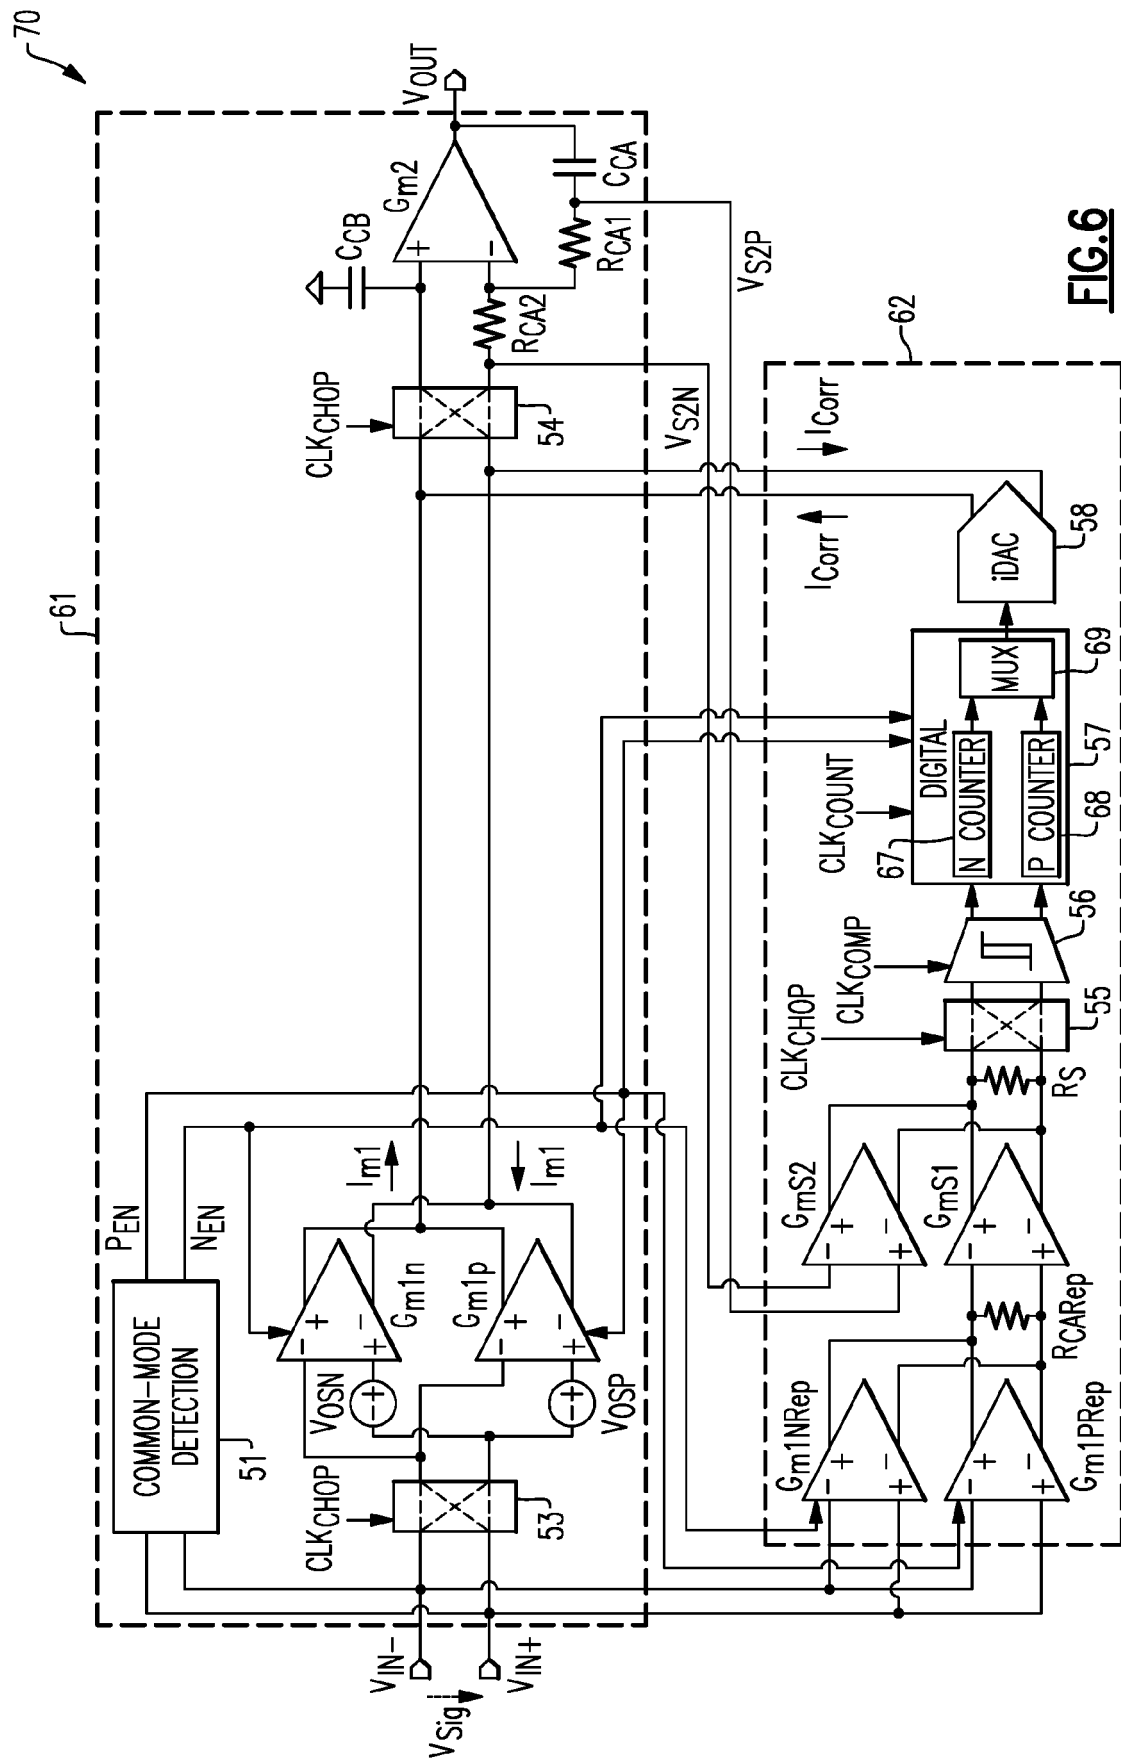 70
61
COMMON-MODE
DETECTION
51
PEN
NEN
VIN-
VIN+
VSig
CLKCHOP
53
VOSN
VOSP
Gm1n
Gm1p
Im1
Im1
CLKCHOP
54
CCB
Gm2
RCA2
RCA1
CCA
VOUT
VS2N
VS2P
62
Gm1NRep
Gm1PRep
RCARep
GmS2
GmS1
RS
CLKCHOP
55
CLKCOMP
56
CLKCOUNT
DIGITAL
67
N COUNTER
P COUNTER
68
57
MUX
69
iDAC
58
ICorr
ICorr
+
-
+
-
+
-
+
-
+
-
+
-
+
-
+
-
+
-
+
-
+
-
+
-
+
-
+
-
+
-
FIG.6